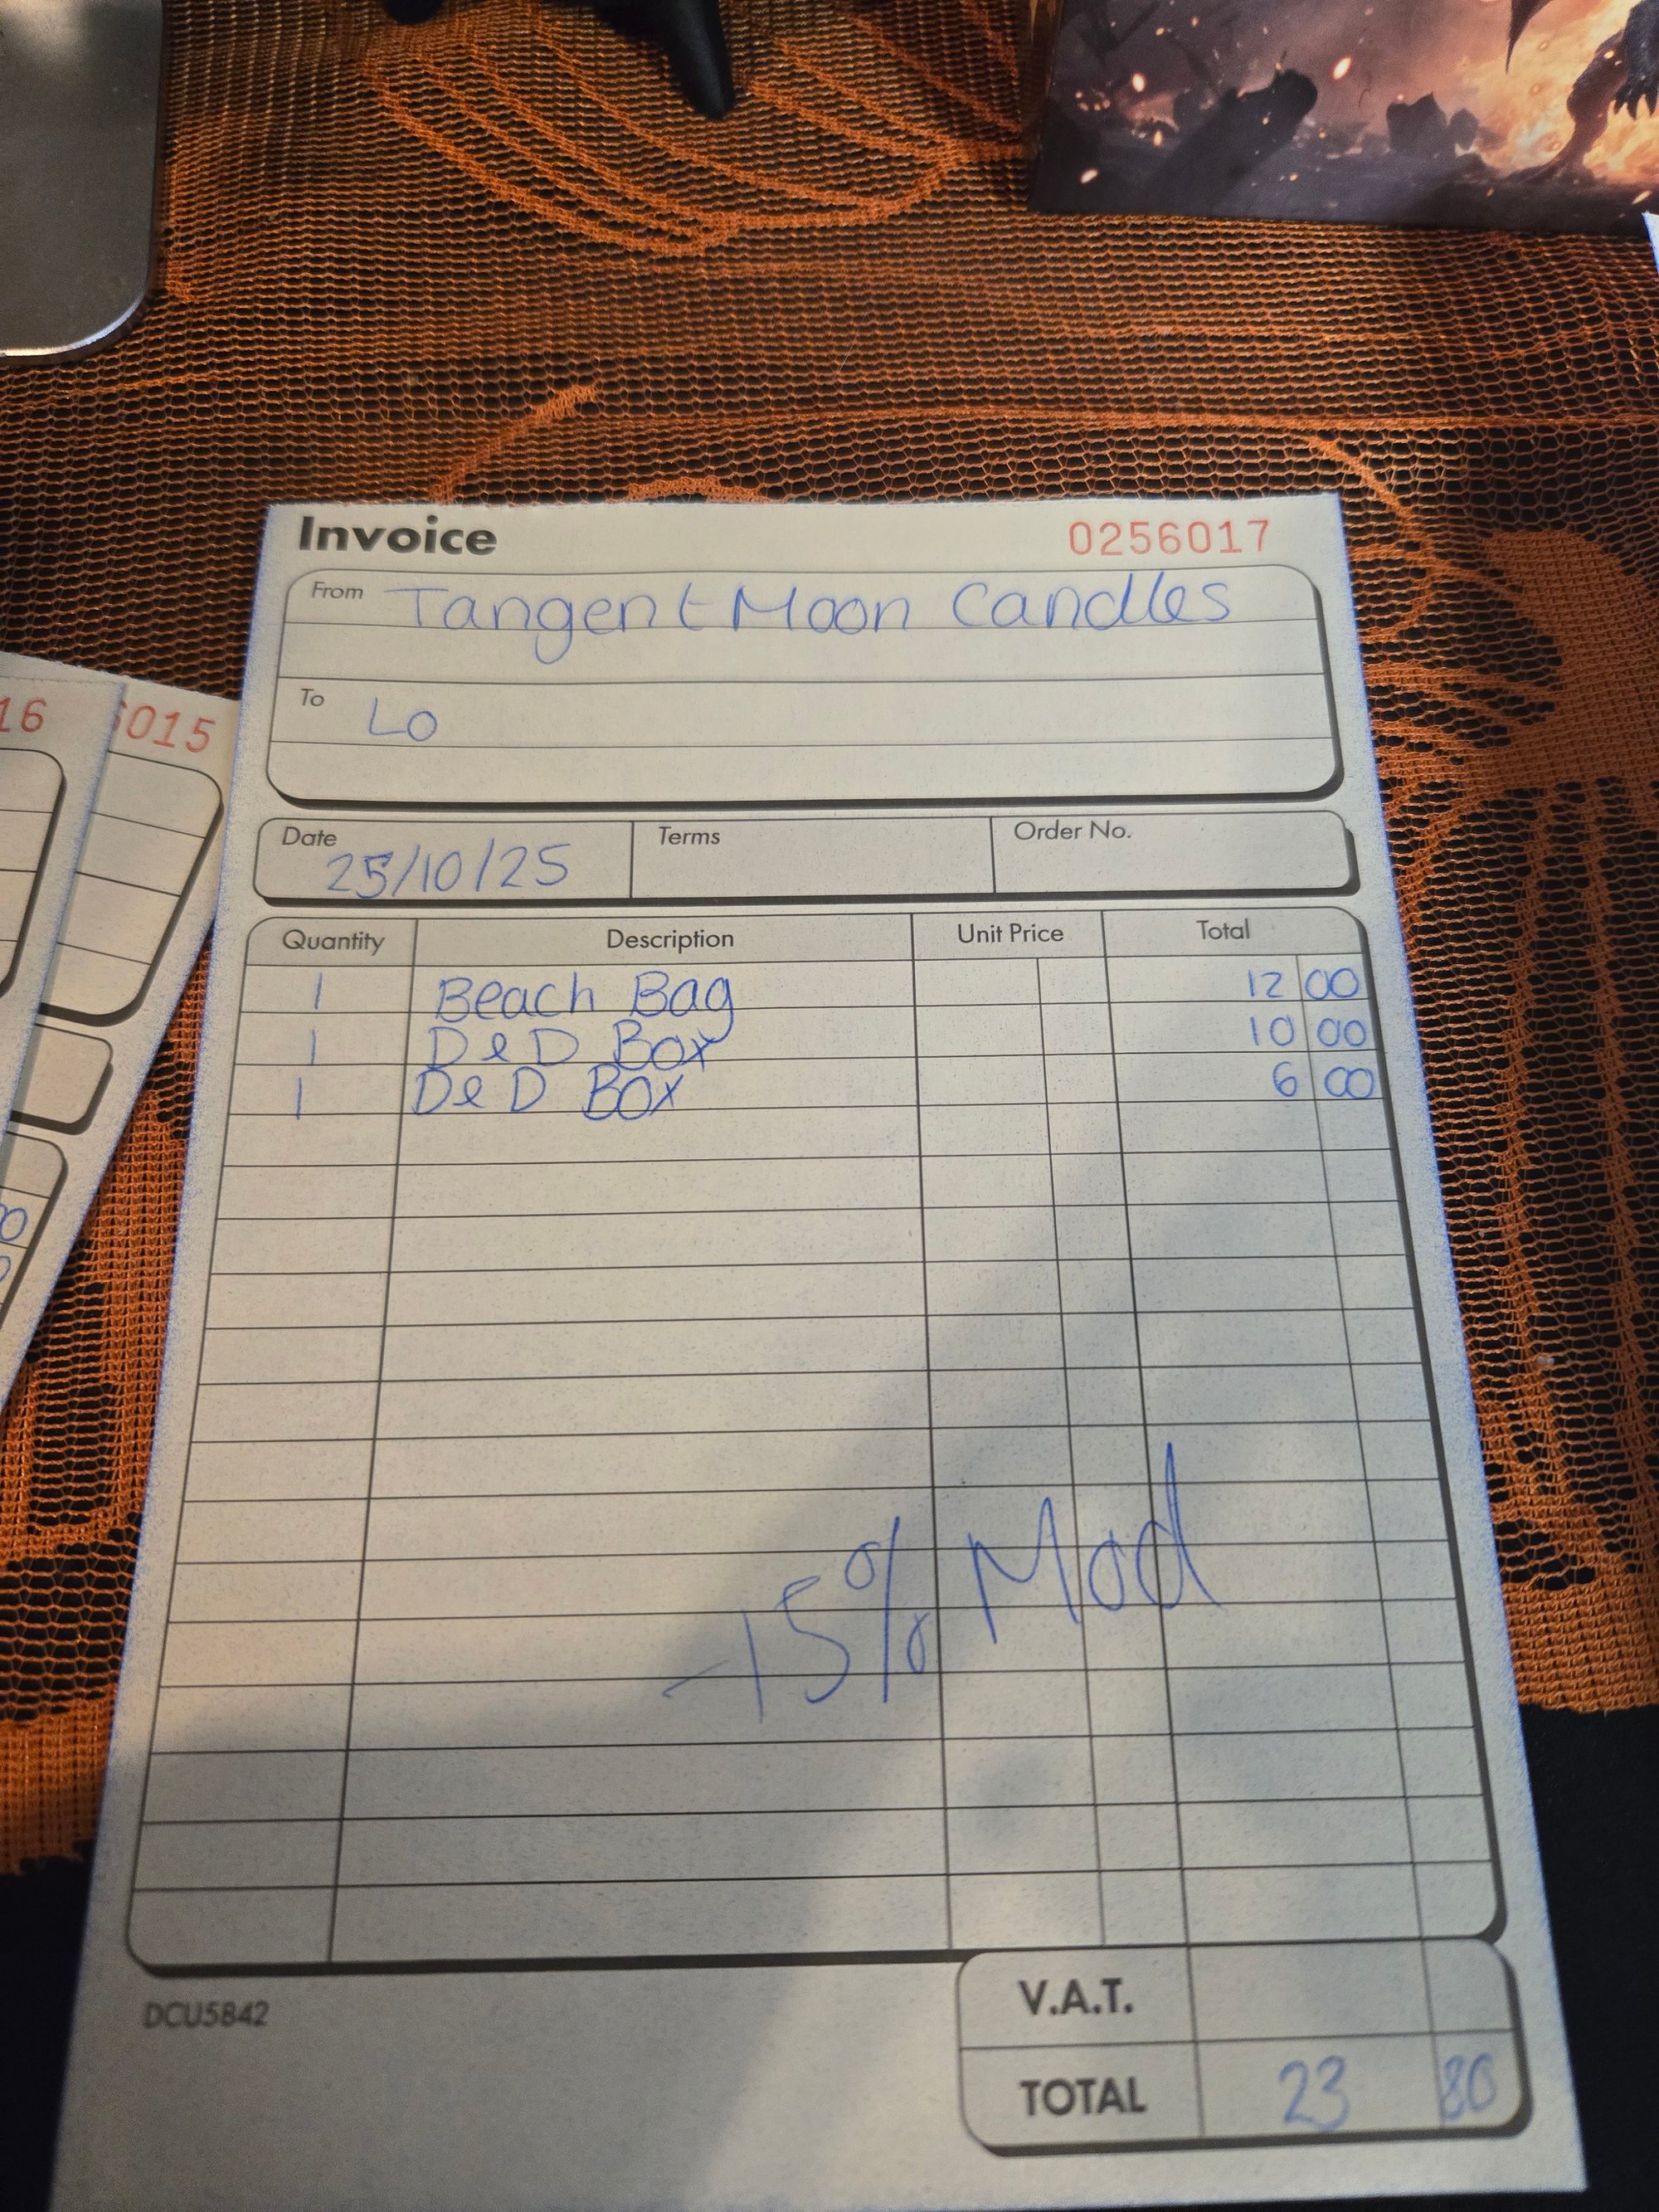 Invoice 0256017
From Tangent Moon Candles
To Lo
Date 25/10/25 Terms Order No.
Quantity Description Unit Price Total
1 Beach Bag 12 00
1 D&D Box 10 00
1 D&D Box 6 00
-15% Mod
V.A.T.
TOTAL 23 80
DCU5842
16
6015